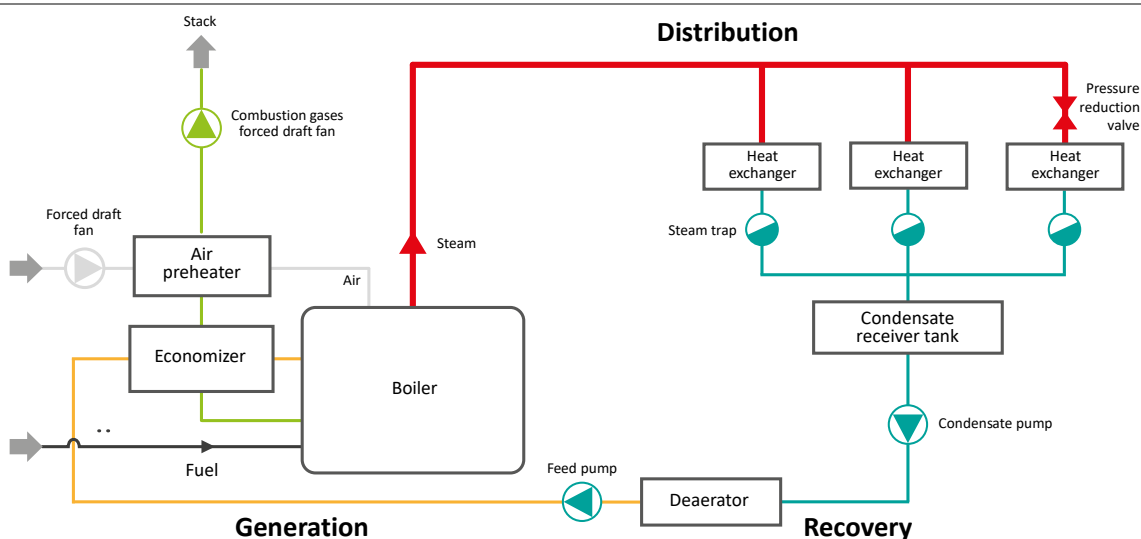 Stack
Distribution
Combustion gases
forced draft fan
Pressure
reduction
valve
Heat
exchanger
Heat
exchanger
Heat
exchanger
Forced draft
fan
Steam trap
Air
preheater
Steam
Air
Economizer
Boiler
Condensate
receiver tank
Condensate pump
Fuel
Feed pump
Deaerator
Generation
Recovery